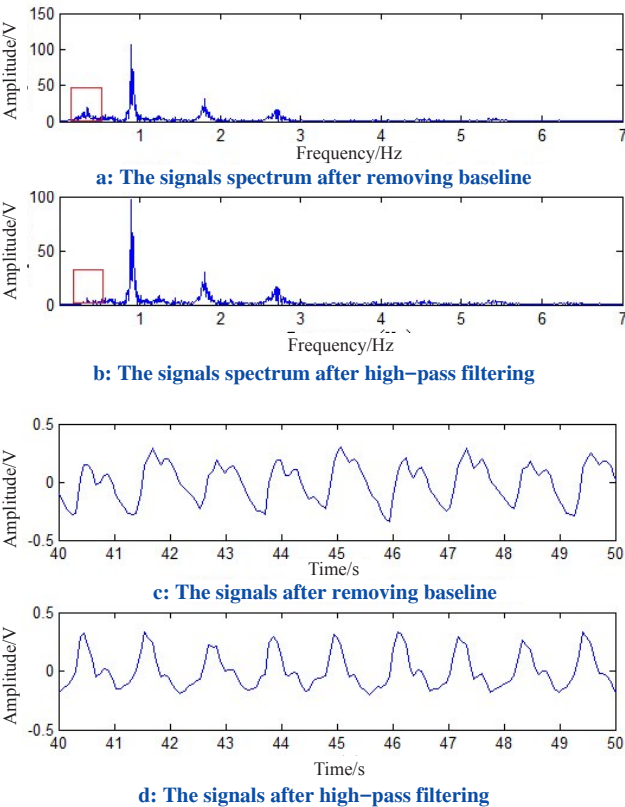 150
100
50
0
Amplitude/V
1 2 3 4 5 6 7
Frequency/Hz
a: The signals spectrum after removing baseline
100
50
0
Amplitude/V
1 2 3 4 5 6 7
Frequency/Hz
b: The signals spectrum after high−pass filtering
0.5
0
-0.5
Amplitude/V
40 41 42 43 44 45 46 47 48 49 50
Time/s
c: The signals after removing baseline
0.5
0
-0.5
Amplitude/V
40 41 42 43 44 45 46 47 48 49 50
Time/s
d: The signals after high−pass filtering